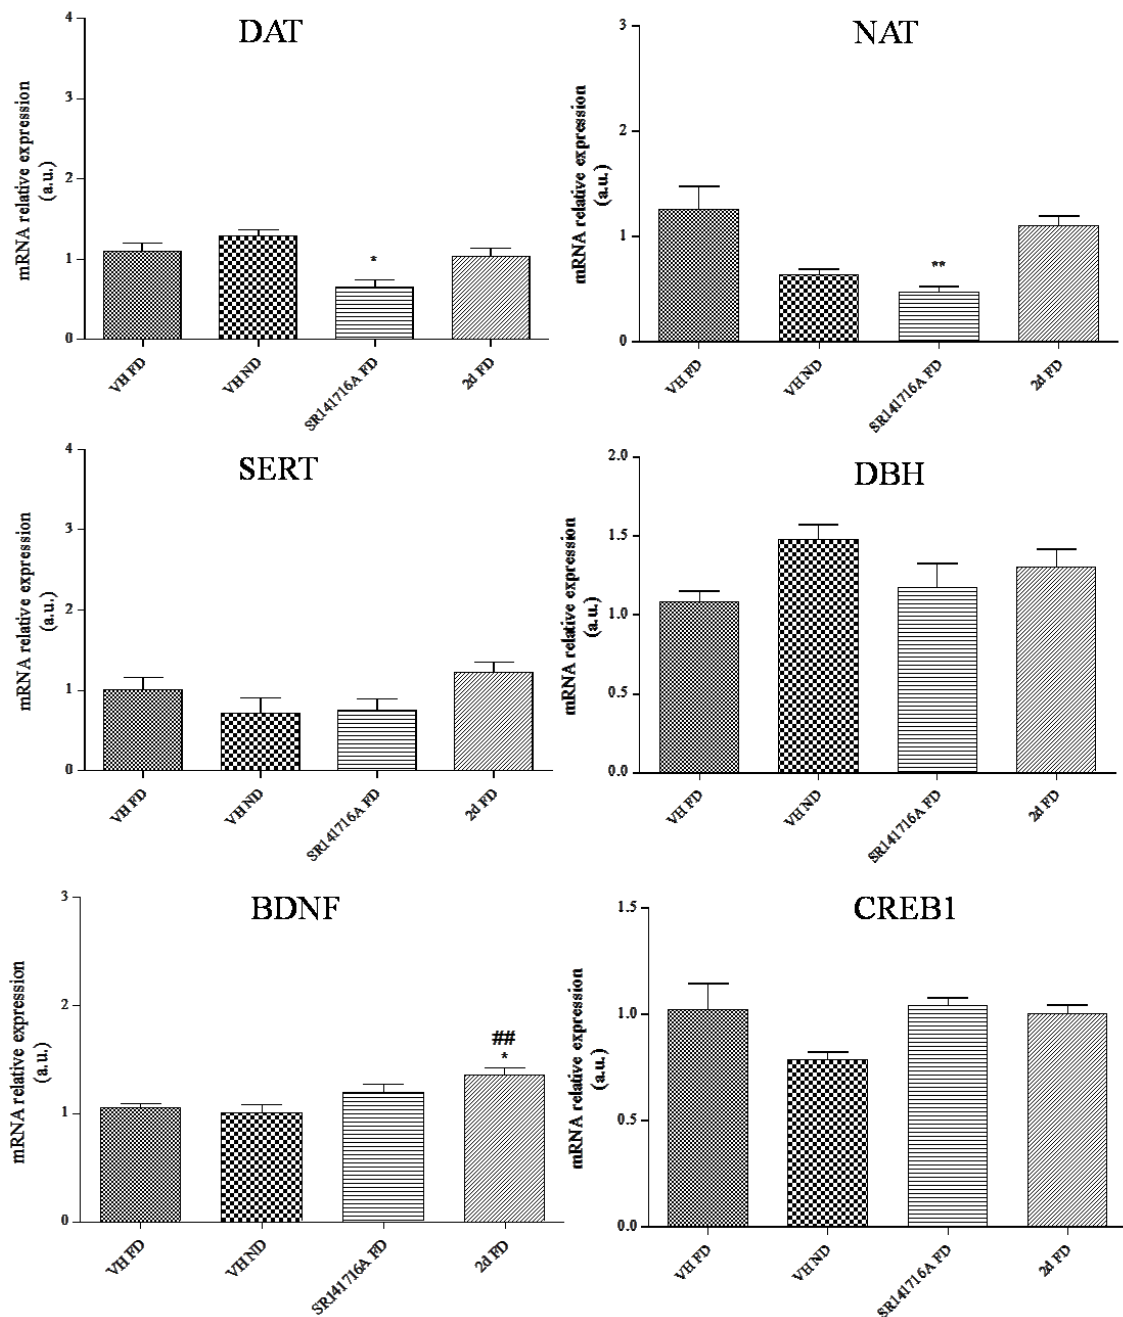 DAT
mRNA relative expression
(a.u.)
4
3
2
1
0
*
VH FD
VH ND
SR141716A FD
2d FD
NAT
mRNA relative expression
(a.u.)
3
2
1
0
**
VH FD
VH ND
SR141716A FD
2d FD
SERT
mRNA relative expression
(a.u.)
4
3
2
1
0
VH FD
VH ND
SR141716A FD
2d FD
DBH
mRNA relative expression
(a.u.)
2.0
1.5
1.0
0.5
0.0
VH FD
VH ND
SR141716A FD
2d FD
BDNF
mRNA relative expression
(a.u.)
3
2
1
0
##
*
VH FD
VH ND
SR141716A FD
2d FD
CREB1
mRNA relative expression
(a.u.)
1.5
1.0
0.5
0.0
VH FD
VH ND
SR141716A FD
2d FD